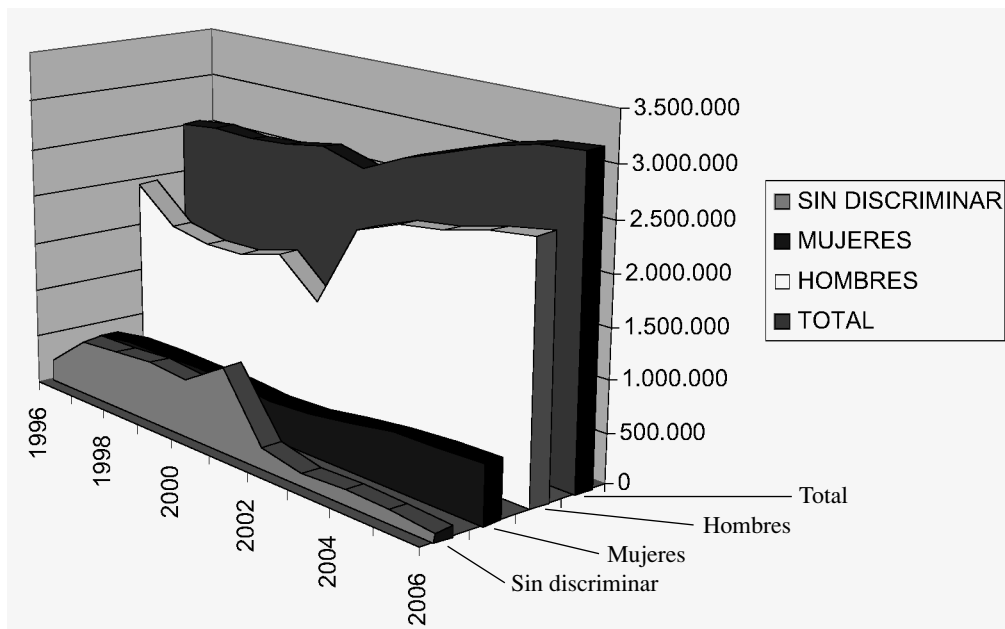 3.500.000
3.000.000
2.500.000
2.000.000
1.500.000
1.000.000
500.000
0
SIN DISCRIMINAR
MUJERES
HOMBRES
TOTAL
1996
1998
2000
2002
2004
2006
Total
Hombres
Mujeres
Sin discriminar